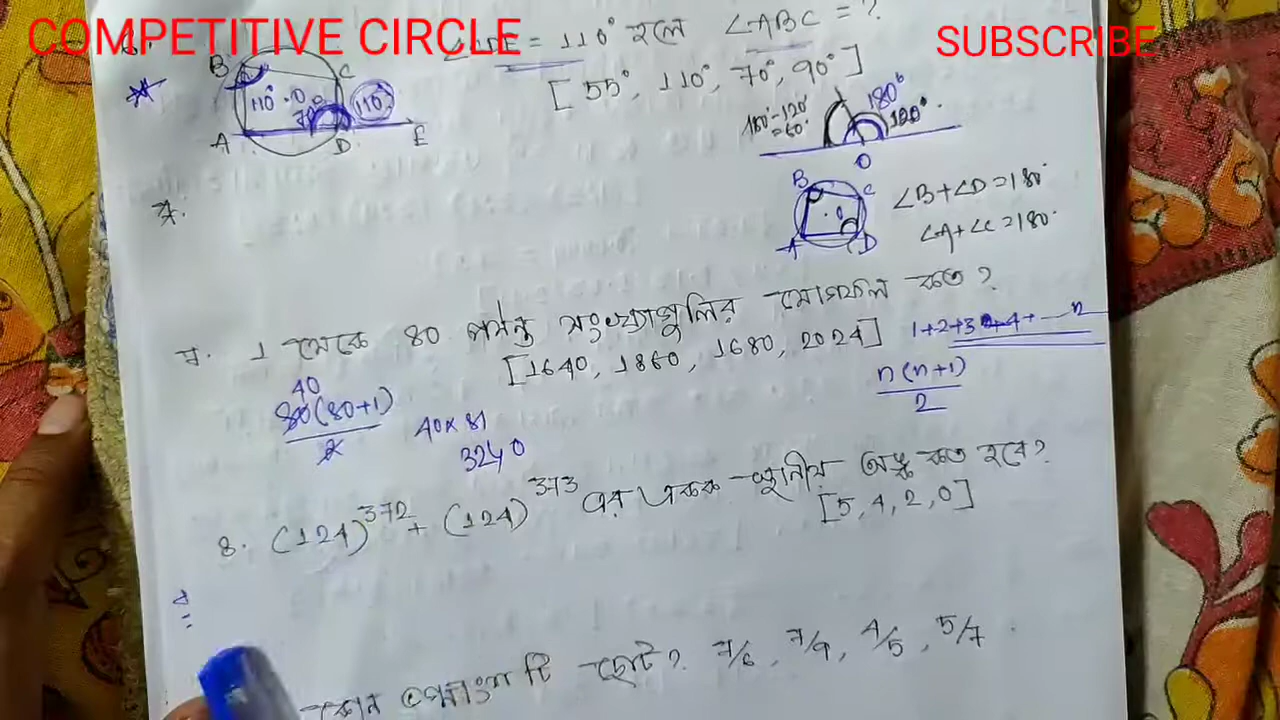 COMPETITIVE CIRCLE
SUBSCRIBE
= 110° হলে ∠ABC = ?
[55°, 110°, 70°, 90°]
B C
110° .O 110°
A D E
180°-120°
=60°
180°
120°
O
B C
A D
∠B+∠D=180°
∠A+∠C=180°
1 থেকে 80 পর্যন্ত সংখ্যাগুলির যোগফল কত?
[1640, 1860, 1680, 2024]
1+2+3+4+---n
n(n+1)
2
40
80(80+1)
2
40×81
3240
8. (124)^372 + (124)^373 এর একক স্থানীয় অঙ্ক কত হবে?
[5, 4, 2, 0]
কোন ভগ্নাংশটি ছোট? 7/6, 7/9, 4/5, 5/7